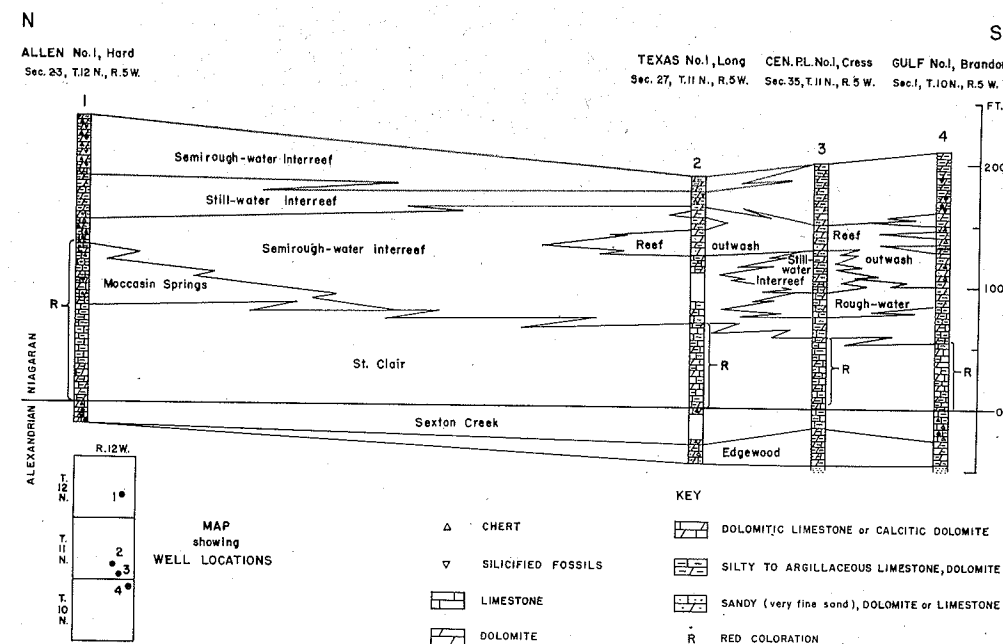 N
S
ALLEN No.1, Hard
Sec. 23, T.12 N., R.5 W.
TEXAS No.1, Long
Sec. 27, T.11 N., R.5W.
CEN. P.L. No.1, Cress
Sec. 35, T.11 N., R.5 W.
GULF No.1, Brandon
Sec. 1, T.10 N., R.5 W.
1
2
3
4
FT.
200
100
0
Semirough-water Interreef
Still-water Interreef
Semirough-water interreef
Reef
outwash
Reef
outwash
Still-
water
Interreef
Rough-water
Moccasin Springs
R
St. Clair
R
R
R
Sexton Creek
Edgewood
NIAGARAN
ALEXANDRIAN
R.12W.
T.
12
N.
T.
11
N.
T.
10
N.
1
2
3
4
MAP
showing
WELL LOCATIONS
KEY
△ CHERT
▽ SILICIFIED FOSSILS
LIMESTONE
DOLOMITE
DOLOMITIC LIMESTONE or CALCITIC DOLOMITE
SILTY TO ARGILLACEOUS LIMESTONE, DOLOMITE
SANDY (very fine sand), DOLOMITE or LIMESTONE
R RED COLORATION